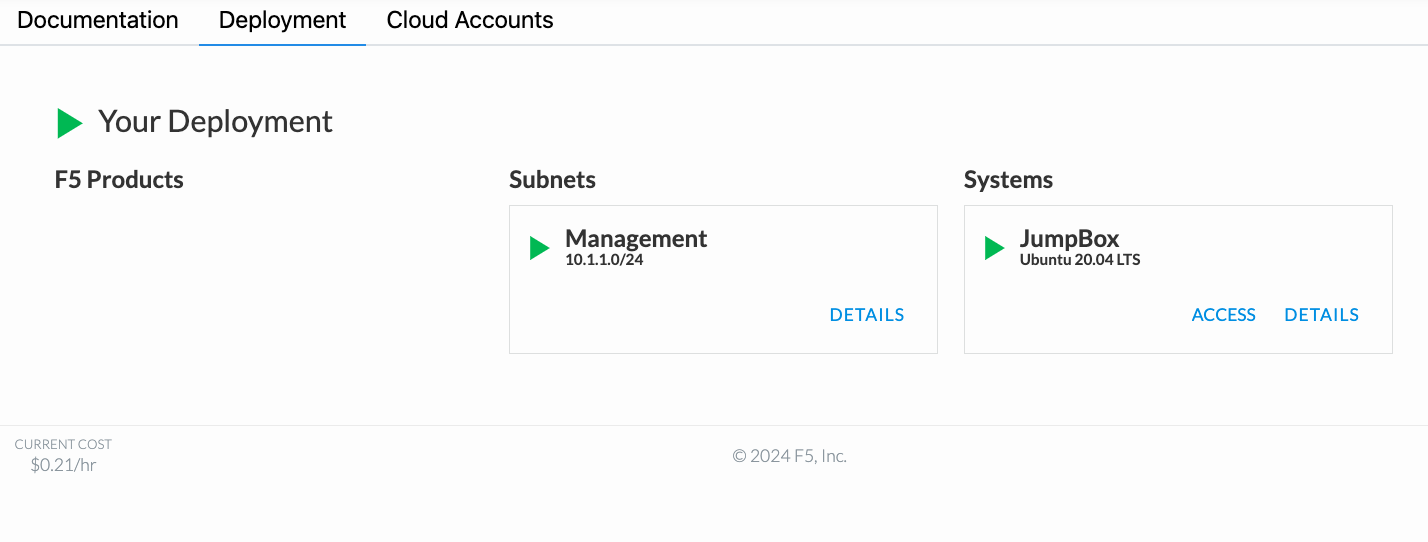 Documentation Deployment Cloud Accounts
Your Deployment
F5 Products
Subnets
Management
10.1.1.0/24
DETAILS
Systems
JumpBox
Ubuntu 20.04 LTS
ACCESS DETAILS
CURRENT COST
$0.21/hr
© 2024 F5, Inc.